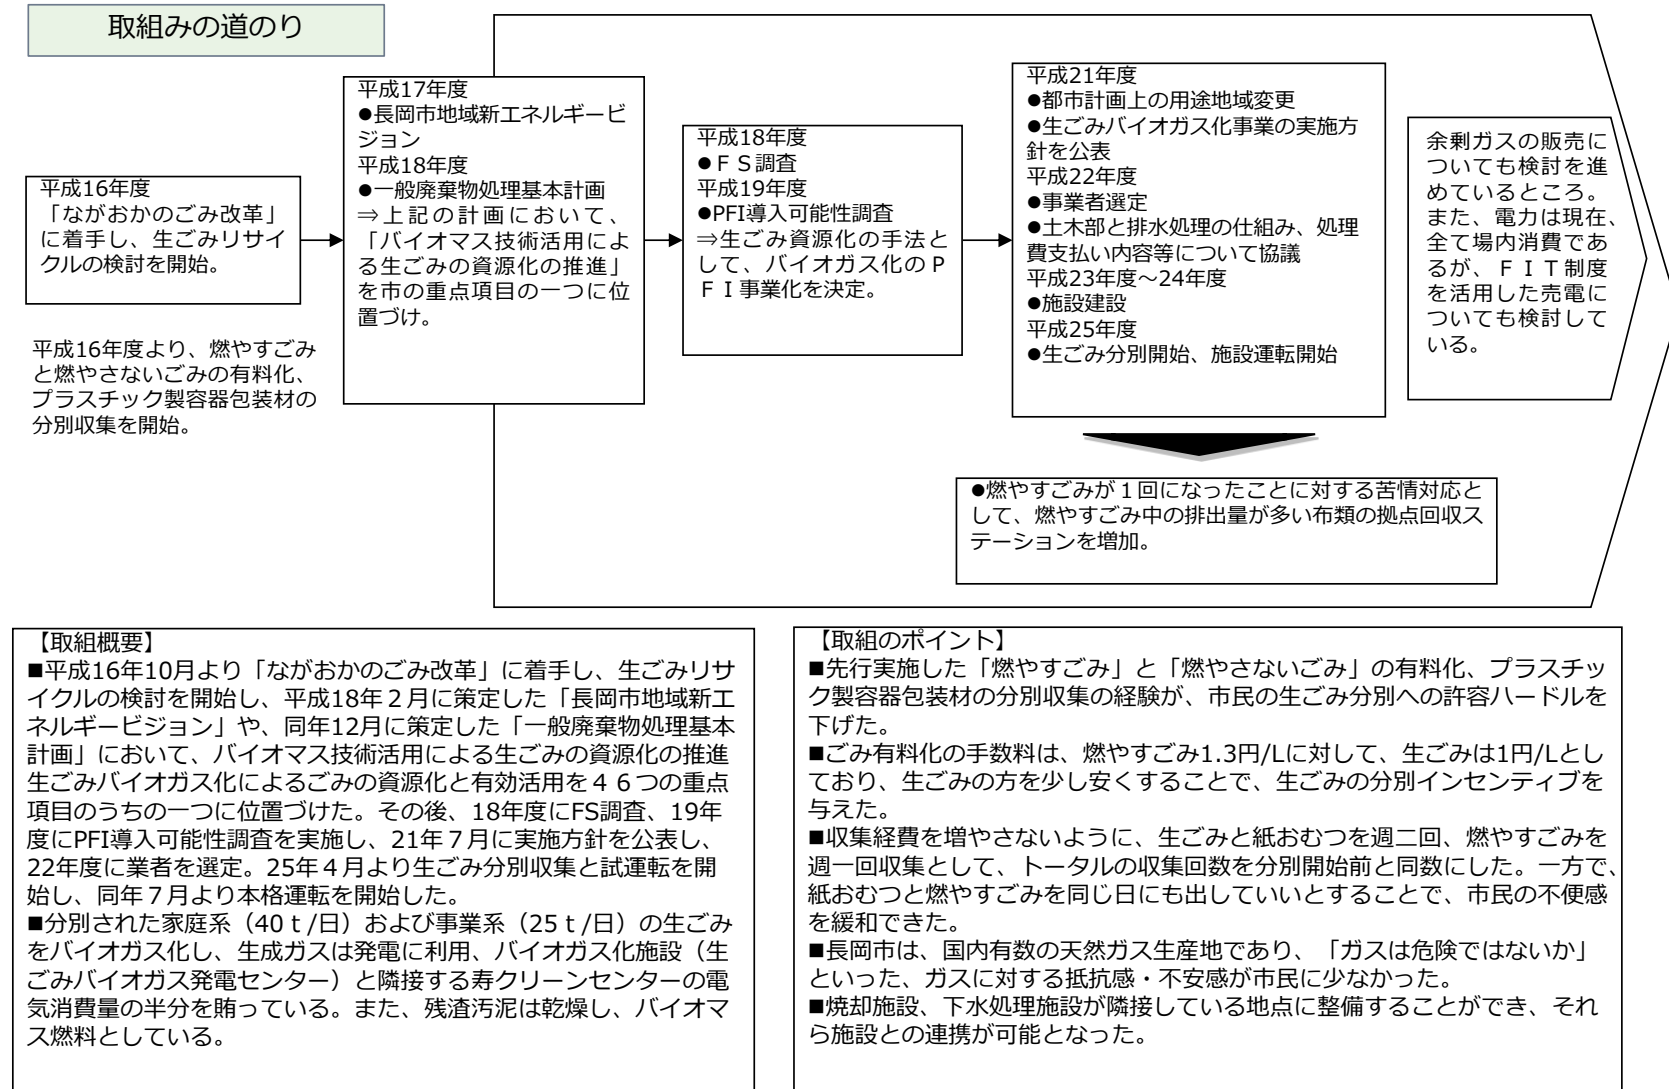 取組みの道のり
平成16年度
「ながおかのごみ改革」
に着手し、生ごみリサイ
クルの検討を開始。
平成16年度より、燃やすごみ
と燃やさないごみの有料化、
プラスチック製容器包装材の
分別収集を開始。
平成17年度
●長岡市地域新エネルギービ
ジョン
平成18年度
●一般廃棄物処理基本計画
⇒上記の計画において、
「バイオマス技術活用によ
る生ごみの資源化の推進」
を市の重点項目の一つに位
置づけ。
平成18年度
●ＦＳ調査
平成19年度
●PFI導入可能性調査
⇒生ごみ資源化の手法と
して、バイオガス化のＰ
ＦＩ事業化を決定。
平成21年度
●都市計画上の用途地域変更
●生ごみバイオガス化事業の実施方
針を公表
平成22年度
●事業者選定
●土木部と排水処理の仕組み、処理
費支払い内容等について協議
平成23年度～24年度
●施設建設
平成25年度
●生ごみ分別開始、施設運転開始
余剰ガスの販売に
ついても検討を進
めているところ。
また、電力は現在、
全て場内消費であ
るが、ＦＩＴ制度
を活用した売電に
ついても検討して
いる。
●燃やすごみが１回になったことに対する苦情対応と
して、燃やすごみ中の排出量が多い布類の拠点回収ス
テーションを増加。
【取組概要】
■平成16年10月より「ながおかのごみ改革」に着手し、生ごみリサ
イクルの検討を開始し、平成18年２月に策定した「長岡市地域新エ
ネルギービジョン」や、同年12月に策定した「一般廃棄物処理基本
計画」において、バイオマス技術活用による生ごみの資源化の推進
生ごみバイオガス化によるごみの資源化と有効活用を４６つの重点
項目のうちの一つに位置づけた。その後、18年度にFS調査、19年
度にPFI導入可能性調査を実施し、21年７月に実施方針を公表し、
22年度に業者を選定。25年４月より生ごみ分別収集と試運転を開
始し、同年７月より本格運転を開始した。
■分別された家庭系（40ｔ/日）および事業系（25ｔ/日）の生ごみ
をバイオガス化し、生成ガスは発電に利用、バイオガス化施設（生
ごみバイオガス発電センター）と隣接する寿クリーンセンターの電
気消費量の半分を賄っている。また、残渣汚泥は乾燥し、バイオマ
ス燃料としている。
【取組のポイント】
■先行実施した「燃やすごみ」と「燃やさないごみ」の有料化、プラスチッ
ク製容器包装材の分別収集の経験が、市民の生ごみ分別への許容ハードルを
下げた。
■ごみ有料化の手数料は、燃やすごみ1.3円/Lに対して、生ごみは1円/Lとし
ており、生ごみの方を少し安くすることで、生ごみの分別インセンティブを
与えた。
■収集経費を増やさないように、生ごみと紙おむつを週二回、燃やすごみを
週一回収集として、トータルの収集回数を分別開始前と同数にした。一方で、
紙おむつと燃やすごみを同じ日にも出していいとすることで、市民の不便感
を緩和できた。
■長岡市は、国内有数の天然ガス生産地であり、「ガスは危険ではないか」
といった、ガスに対する抵抗感・不安感が市民に少なかった。
■焼却施設、下水処理施設が隣接している地点に整備することができ、それ
ら施設との連携が可能となった。